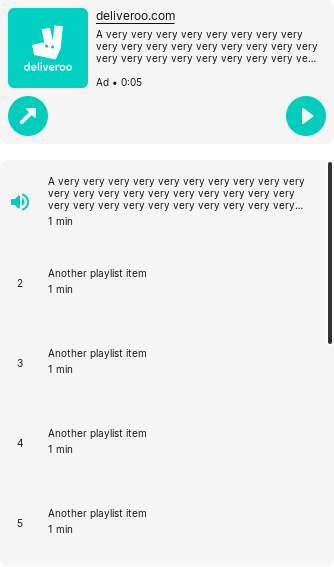 deliveroo.com
A very very very very very very very very
very very very very very very very very very
very very very very very very very very ve...
deliveroo
Ad • 0:05
A very very very very very very very very very very
very very very very very very very very very very
very very very very very very very very very very...
1 min
2
Another playlist item
1 min
3
Another playlist item
1 min
4
Another playlist item
1 min
5
Another playlist item
1 min